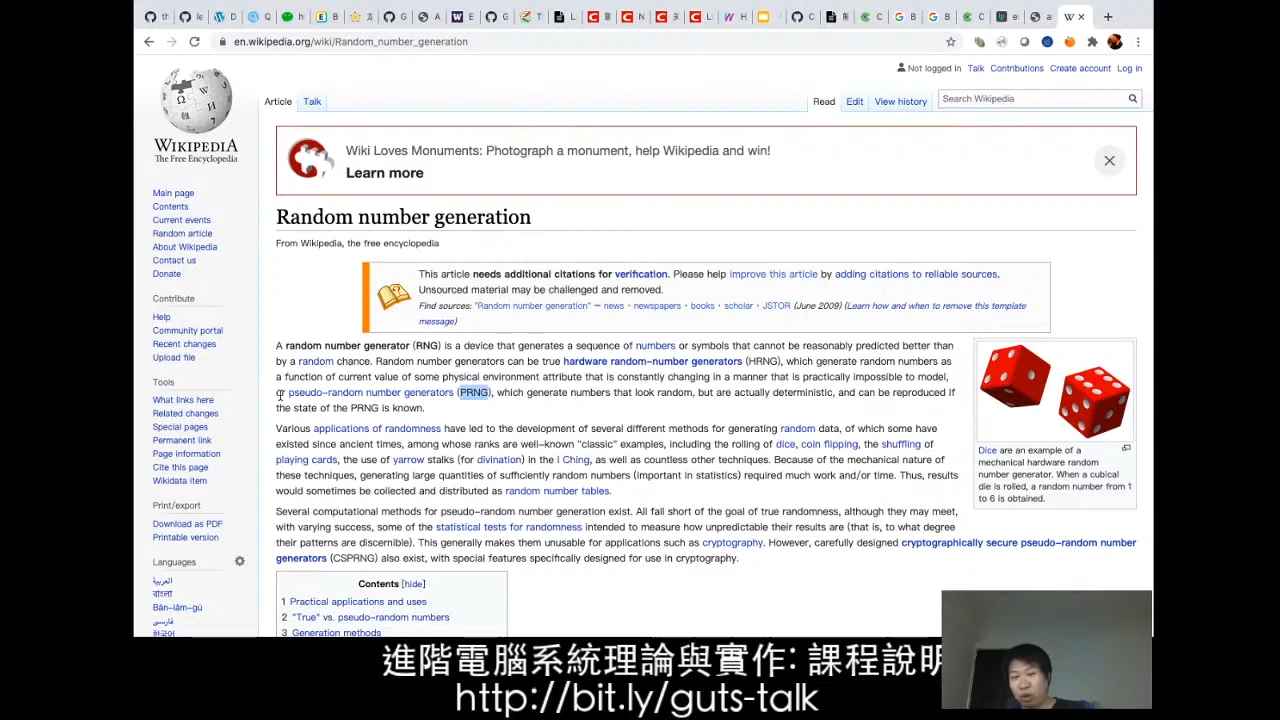 en.wikipedia.org/wiki/Random_number_generation
Not logged in Talk Contributions Create account Log in
Article Talk Read Edit View history Search Wikipedia
WIKIPEDIA
The Free Encyclopedia
Main page
Contents
Current events
Random article
About Wikipedia
Contact us
Donate
Contribute
Help
Community portal
Recent changes
Upload file
Tools
What links here
Related changes
Special pages
Permanent link
Page information
Cite this page
Wikidata item
Print/export
Download as PDF
Printable version
Languages
العربية
বাংলা
Bân-lâm-gú
فارسی
한국어
Wiki Loves Monuments: Photograph a monument, help Wikipedia and win!
Learn more
Random number generation
From Wikipedia, the free encyclopedia
This article needs additional citations for verification. Please help improve this article by adding citations to reliable sources.
Unsourced material may be challenged and removed.
Find sources: "Random number generation" – news · newspapers · books · scholar · JSTOR (June 2009) (Learn how and when to remove this template
message)
A random number generator (RNG) is a device that generates a sequence of numbers or symbols that cannot be reasonably predicted better than
by a random chance. Random number generators can be true hardware random-number generators (HRNG), which generate random numbers as
a function of current value of some physical environment attribute that is constantly changing in a manner that is practically impossible to model,
or pseudo-random number generators (PRNG), which generate numbers that look random, but are actually deterministic, and can be reproduced if
the state of the PRNG is known.
Various applications of randomness have led to the development of several different methods for generating random data, of which some have
existed since ancient times, among whose ranks are well-known "classic" examples, including the rolling of dice, coin flipping, the shuffling of
playing cards, the use of yarrow stalks (for divination) in the I Ching, as well as countless other techniques. Because of the mechanical nature of
these techniques, generating large quantities of sufficiently random numbers (important in statistics) required much work and/or time. Thus, results
would sometimes be collected and distributed as random number tables.
Several computational methods for pseudo-random number generation exist. All fall short of the goal of true randomness, although they may meet,
with varying success, some of the statistical tests for randomness intended to measure how unpredictable their results are (that is, to what degree
their patterns are discernible). This generally makes them unusable for applications such as cryptography. However, carefully designed cryptographically secure pseudo-random number
generators (CSPRNG) also exist, with special features specifically designed for use in cryptography.
Dice are an example of a
mechanical hardware random
number generator. When a cubical
die is rolled, a random number from 1
to 6 is obtained.
Contents [hide]
1 Practical applications and uses
2 "True" vs. pseudo-random numbers
3 Generation methods
進階電腦系統理論與實作: 課程說明
http://bit.ly/guts-talk